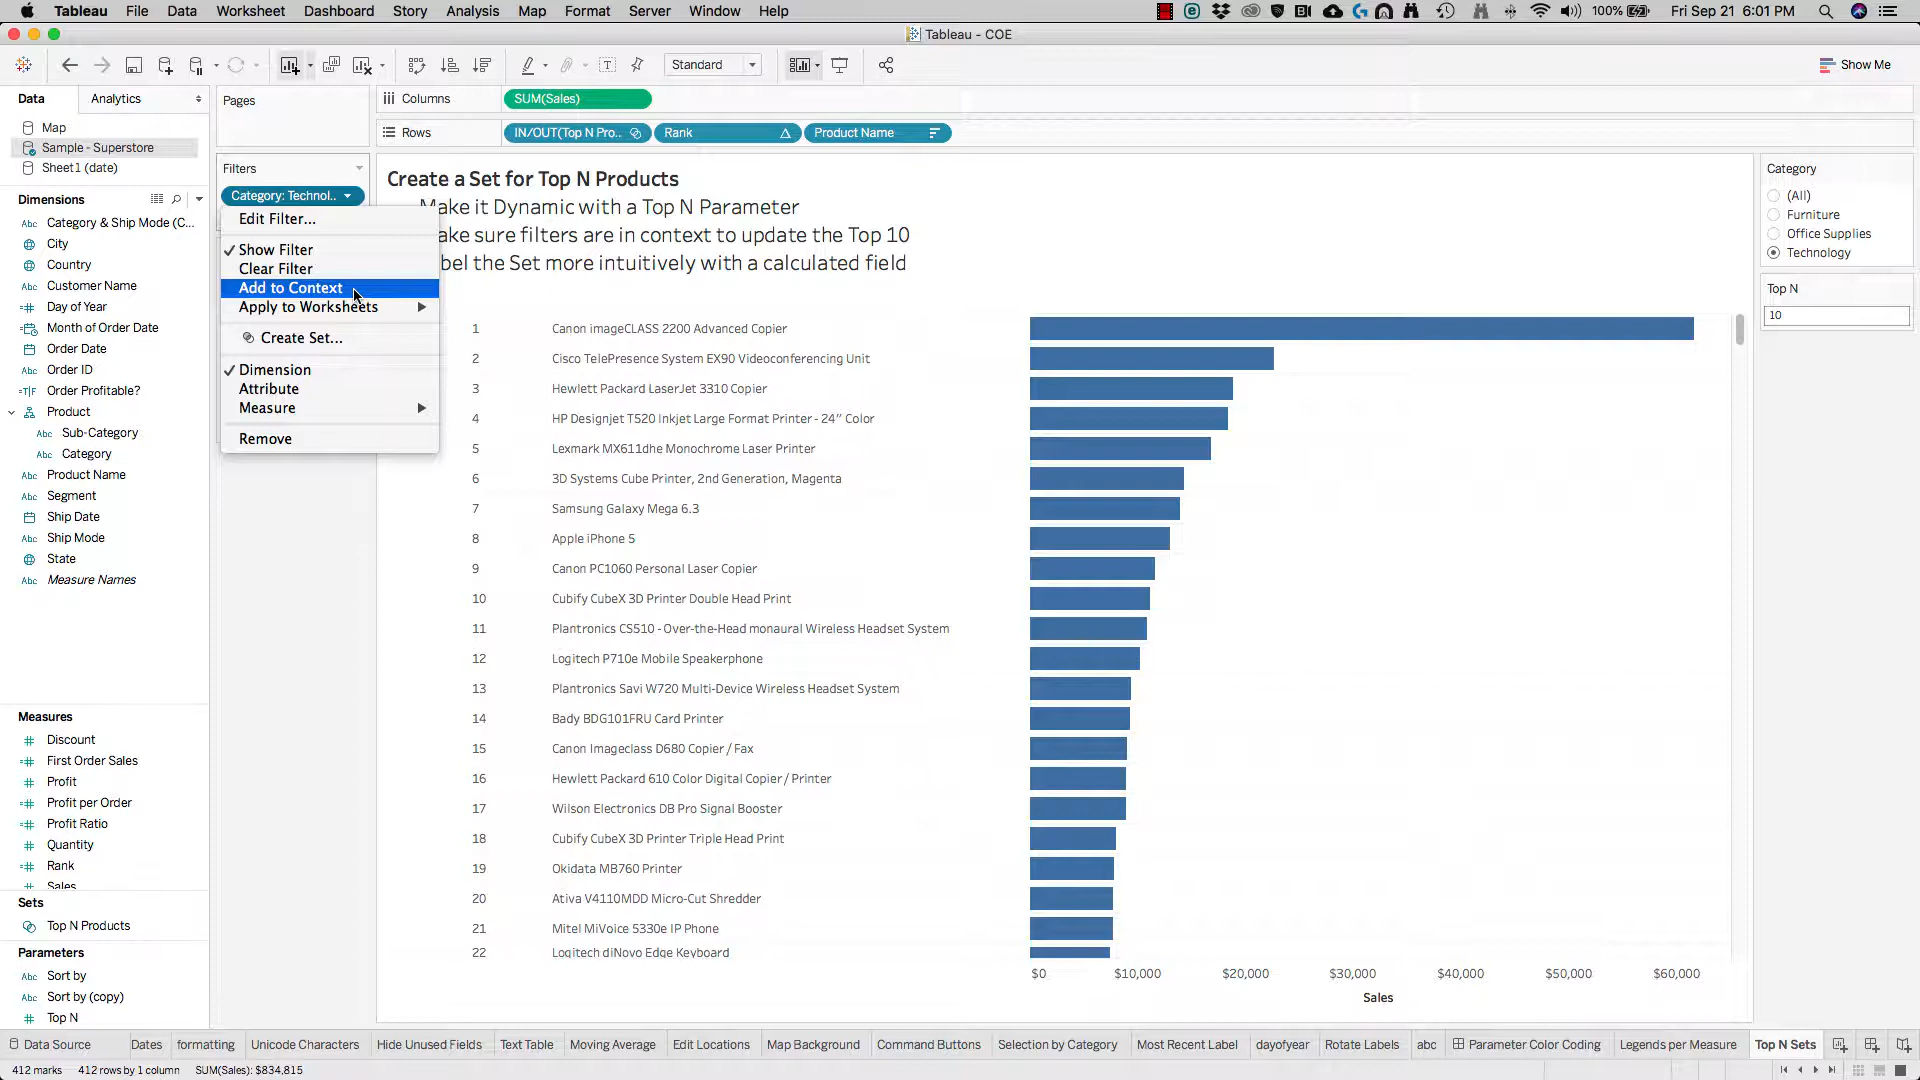 Tableau File Data Worksheet Dashboard Story Analysis Map Format Server Window Help 100% Fri Sep 21 6:01 PM
Tableau - COE
Standard Show Me
Data Analytics
Map
Sample - Superstore
Sheet1 (date)
Dimensions
Abc Category & Ship Mode (C...
City
Country
Abc Customer Name
Day of Year
Month of Order Date
Order Date
Abc Order ID
Order Profitable?
Product
Abc Sub-Category
Abc Category
Abc Product Name
Abc Segment
Ship Date
Abc Ship Mode
State
Abc Measure Names
Measures
Discount
First Order Sales
Profit
Profit per Order
Profit Ratio
Quantity
Rank
Sales
Sets
Top N Products
Parameters
Abc Sort by
Abc Sort by (copy)
Top N
Pages
Filters
Category: Technol..
Edit Filter...
Show Filter
Clear Filter
Add to Context
Apply to Worksheets
Create Set...
Dimension
Attribute
Measure
Remove
Columns SUM(Sales)
Rows IN/OUT(Top N Pro.. Rank Product Name
Create a Set for Top N Products
Make it Dynamic with a Top N Parameter
ake sure filters are in context to update the Top 10
bel the Set more intuitively with a calculated field
1 Canon imageCLASS 2200 Advanced Copier
2 Cisco TelePresence System EX90 Videoconferencing Unit
3 Hewlett Packard LaserJet 3310 Copier
4 HP Designjet T520 Inkjet Large Format Printer - 24" Color
5 Lexmark MX611dhe Monochrome Laser Printer
6 3D Systems Cube Printer, 2nd Generation, Magenta
7 Samsung Galaxy Mega 6.3
8 Apple iPhone 5
9 Canon PC1060 Personal Laser Copier
10 Cubify CubeX 3D Printer Double Head Print
11 Plantronics CS510 - Over-the-Head monaural Wireless Headset System
12 Logitech P710e Mobile Speakerphone
13 Plantronics Savi W720 Multi-Device Wireless Headset System
14 Bady BDG101FRU Card Printer
15 Canon Imageclass D680 Copier / Fax
16 Hewlett Packard 610 Color Digital Copier / Printer
17 Wilson Electronics DB Pro Signal Booster
18 Cubify CubeX 3D Printer Triple Head Print
19 Okidata MB760 Printer
20 Ativa V4110MDD Micro-Cut Shredder
21 Mitel MiVoice 5330e IP Phone
22 Logitech diNovo Edge Keyboard
$0 $10,000 $20,000 $30,000 $40,000 $50,000 $60,000
Sales
Category
(All)
Furniture
Office Supplies
Technology
Top N
10
Data Source Dates formatting Unicode Characters Hide Unused Fields Text Table Moving Average Edit Locations Map Background Command Buttons Selection by Category Most Recent Label dayofyear Rotate Labels abc Parameter Color Coding Legends per Measure Top N Sets
412 marks 412 rows by 1 column SUM(Sales): $834,815